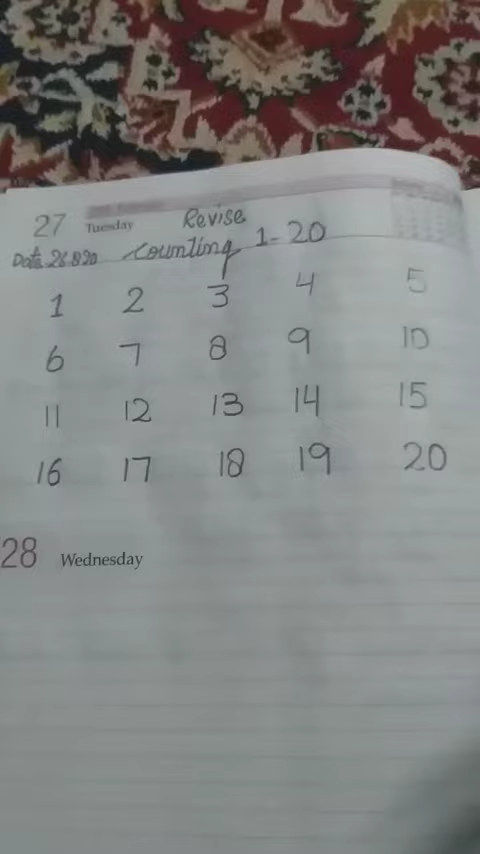 27 Tuesday Revise
Date 26.8.20 Counting 1-20
1 2 3 4 5
6 7 8 9 10
11 12 13 14 15
16 17 18 19 20
28 Wednesday